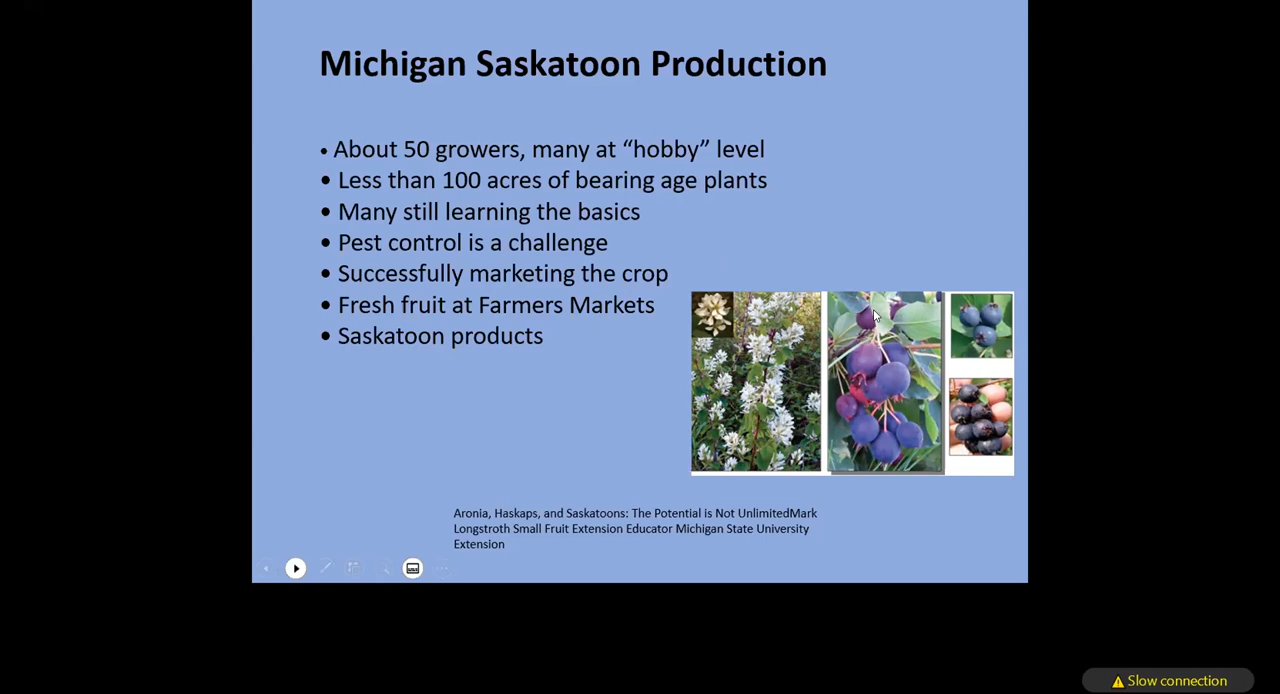 Michigan Saskatoon Production
• About 50 growers, many at “hobby” level
• Less than 100 acres of bearing age plants
• Many still learning the basics
• Pest control is a challenge
• Successfully marketing the crop
• Fresh fruit at Farmers Markets
• Saskatoon products
Aronia, Haskaps, and Saskatoons: The Potential is Not UnlimitedMark
Longstroth Small Fruit Extension Educator Michigan State University
Extension
Slow connection